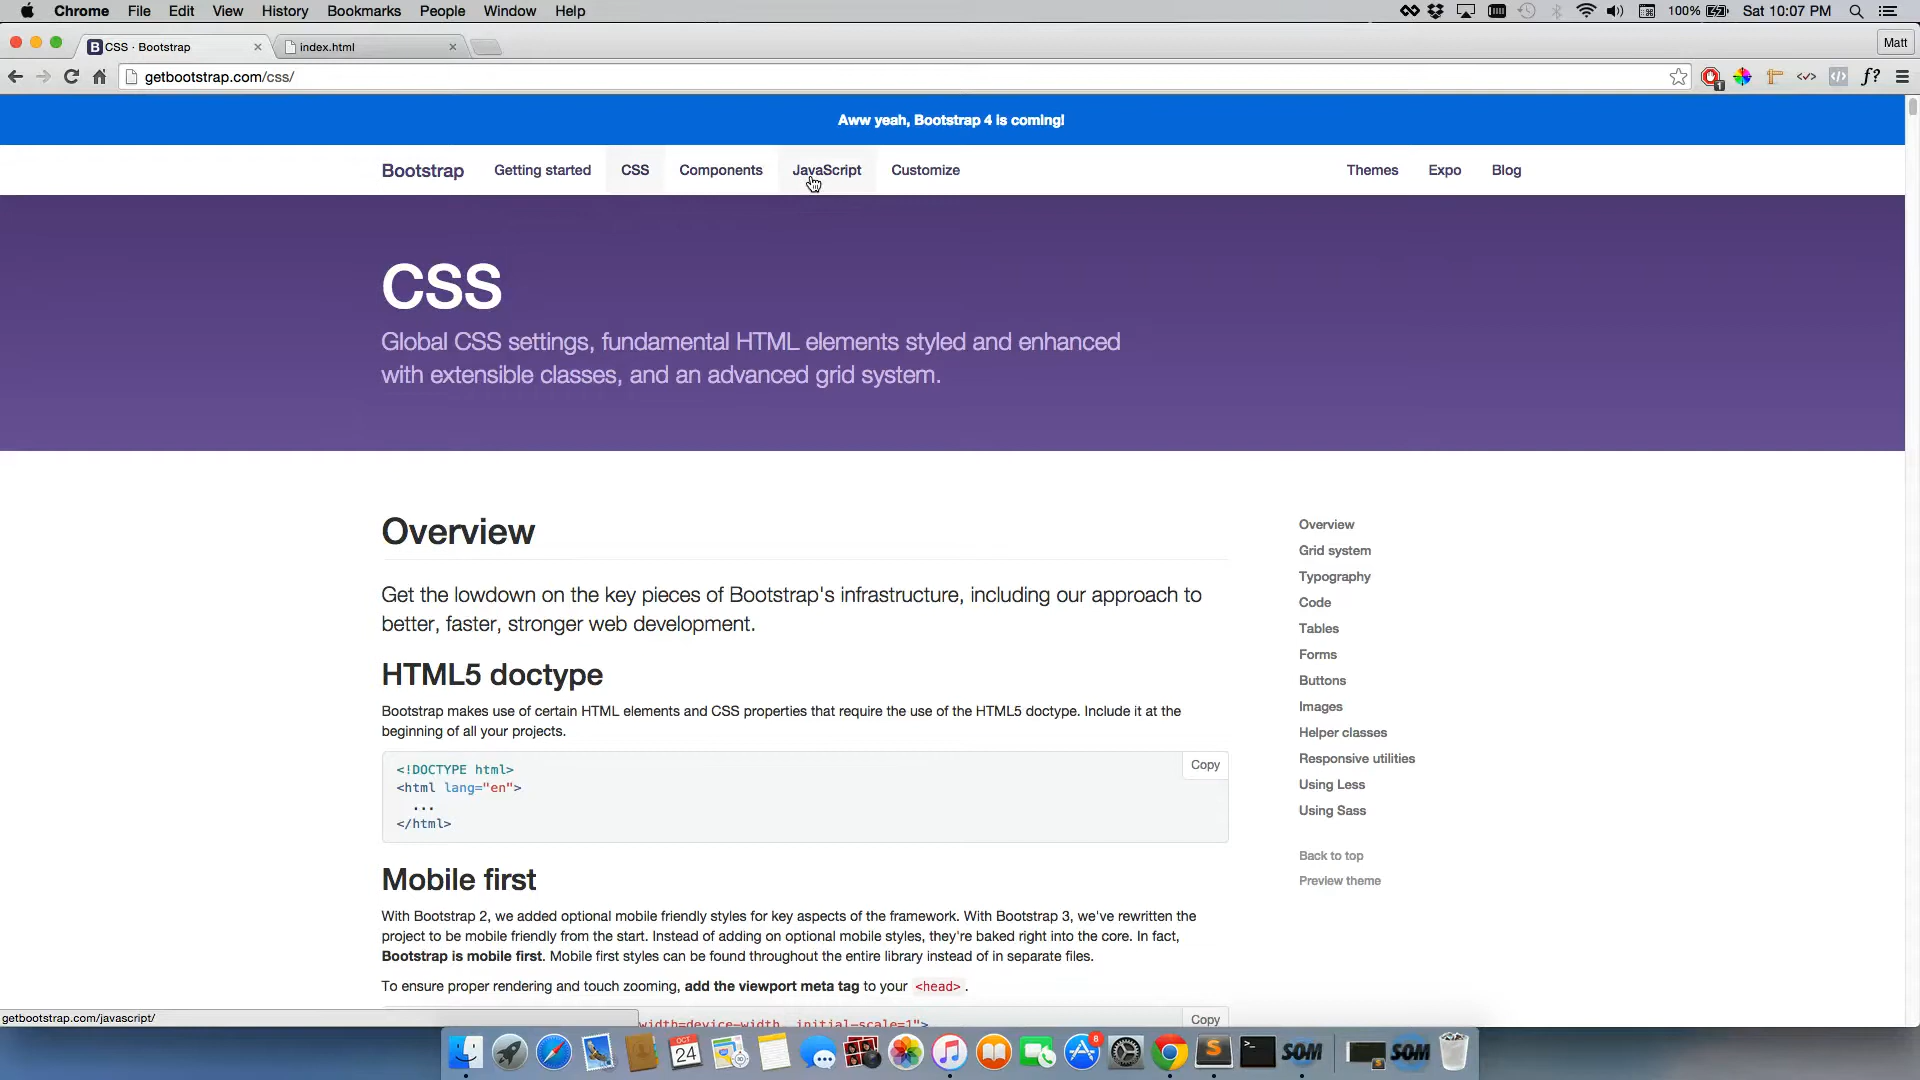 Chrome File Edit View History Bookmarks People Window Help 100% Sat 10:07 PM
CSS · Bootstrap index.html Matt
getbootstrap.com/css/
Aww yeah, Bootstrap 4 is coming!
Bootstrap Getting started CSS Components JavaScript Customize Themes Expo Blog
CSS
Global CSS settings, fundamental HTML elements styled and enhanced
with extensible classes, and an advanced grid system.
Overview
Get the lowdown on the key pieces of Bootstrap's infrastructure, including our approach to
better, faster, stronger web development.
HTML5 doctype
Bootstrap makes use of certain HTML elements and CSS properties that require the use of the HTML5 doctype. Include it at the
beginning of all your projects.
Copy
<!DOCTYPE html>
<html lang="en">
...
</html>
Mobile first
With Bootstrap 2, we added optional mobile friendly styles for key aspects of the framework. With Bootstrap 3, we've rewritten the
project to be mobile friendly from the start. Instead of adding on optional mobile styles, they're baked right into the core. In fact,
Bootstrap is mobile first. Mobile first styles can be found throughout the entire library instead of in separate files.
To ensure proper rendering and touch zooming, add the viewport meta tag to your <head>.
width=device-width, initial-scale=1">
Copy
Overview
Grid system
Typography
Code
Tables
Forms
Buttons
Images
Helper classes
Responsive utilities
Using Less
Using Sass
Back to top
Preview theme
getbootstrap.com/javascript/
OCT
24
8
SOM
SOM